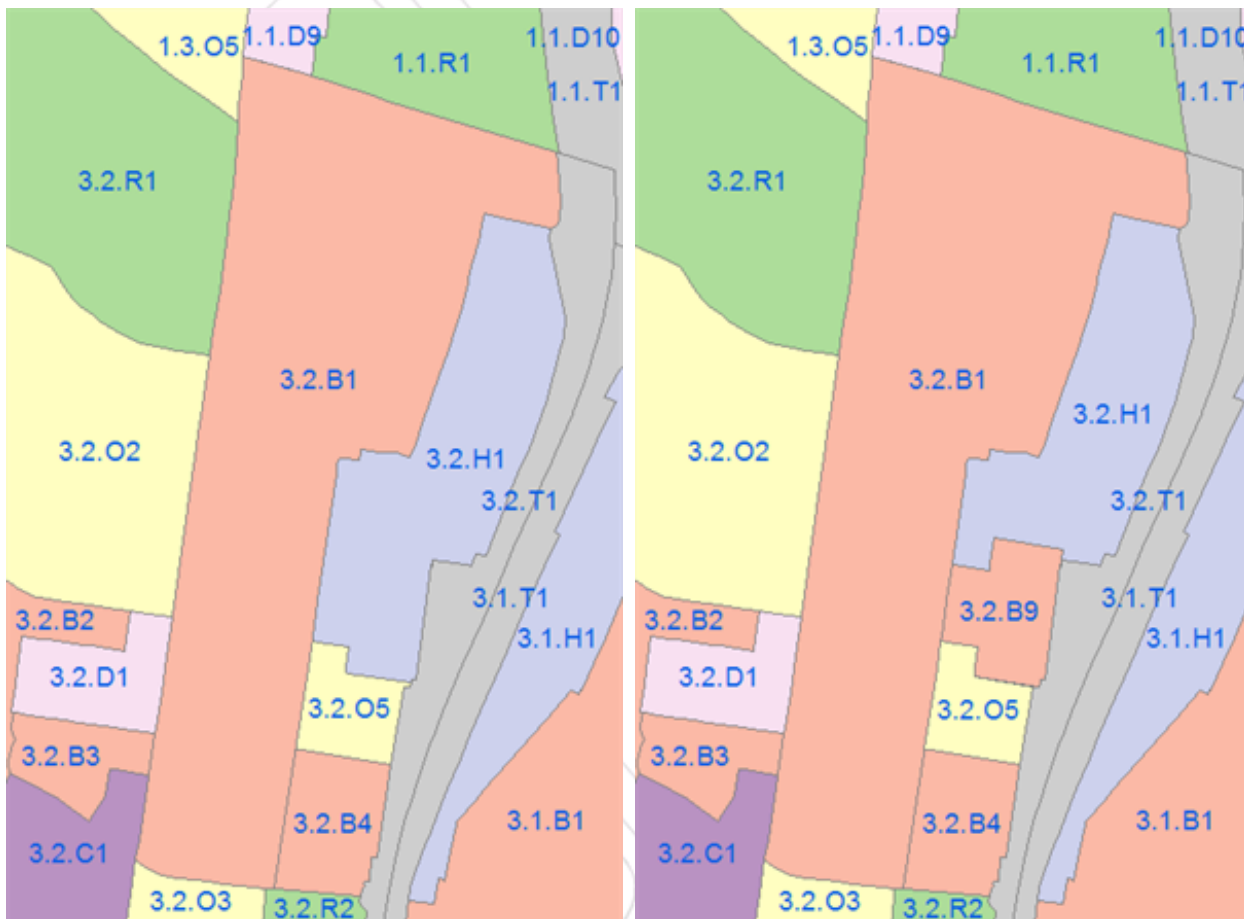 1.3.O5
1.1.D9
1.1.R1
1.1.D10
1.1.T1
3.2.R1
3.2.B1
3.2.O2
3.2.H1
3.2.T1
3.1.T1
3.1.H1
3.2.B2
3.2.D1
3.2.O5
3.2.B3
3.2.B4
3.1.B1
3.2.C1
3.2.O3
3.2.R2
1.3.O5
1.1.D9
1.1.R1
1.1.D10
1.1.T1
3.2.R1
3.2.B1
3.2.H1
3.2.O2
3.2.T1
3.1.T1
3.2.B9
3.1.H1
3.2.B2
3.2.D1
3.2.O5
3.2.B3
3.2.B4
3.1.B1
3.2.C1
3.2.O3
3.2.R2